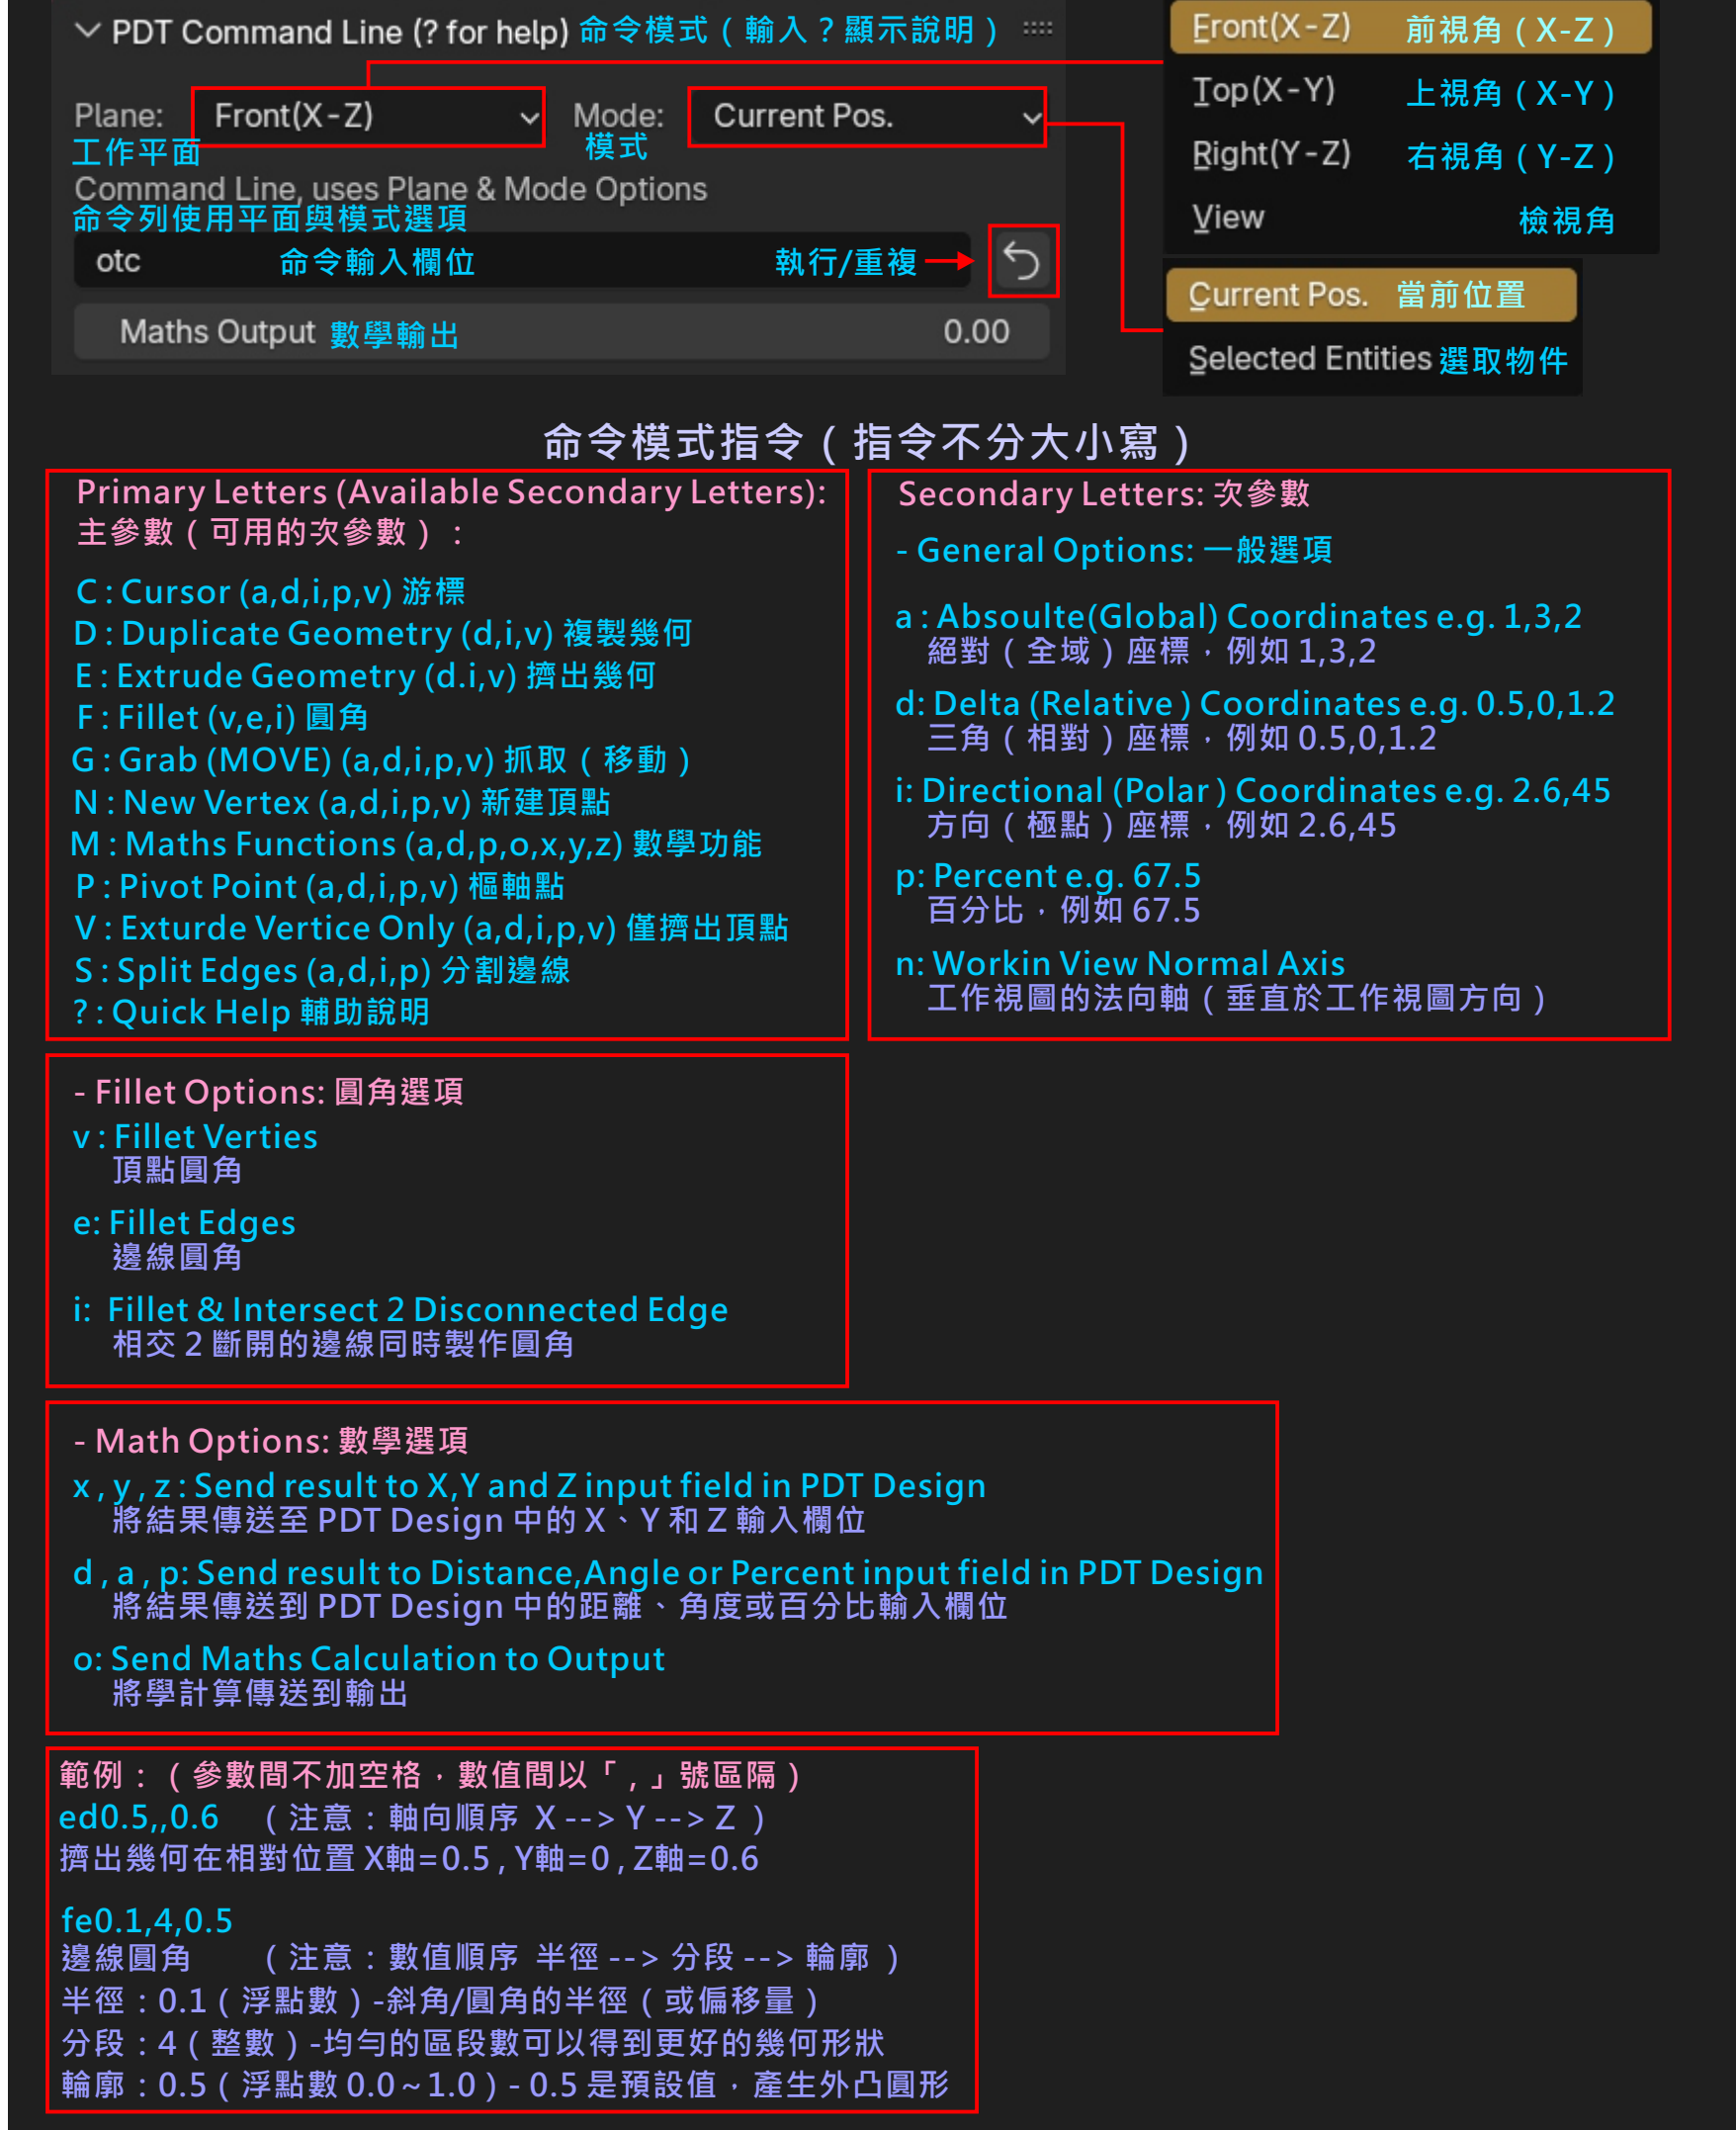 PDT Command Line (? for help) 命令模式（輸入？顯示說明）
Plane: Front(X-Z) Mode: Current Pos.
工作平面 模式
Command Line, uses Plane & Mode Options
命令列使用平面與模式選項
otc 命令輸入欄位 執行/重複
Maths Output 數學輸出 0.00
Front(X-Z) 前視角（X-Z）
Top(X-Y) 上視角（X-Y）
Right(Y-Z) 右視角（Y-Z）
View 檢視角
Current Pos. 當前位置
Selected Entities 選取物件
命令模式指令（指令不分大小寫）
Primary Letters (Available Secondary Letters):
主參數（可用的次參數）：
C : Cursor (a,d,i,p,v) 游標
D : Duplicate Geometry (d,i,v) 複製幾何
E : Extrude Geometry (d.i,v) 擠出幾何
F : Fillet (v,e,i) 圓角
G : Grab (MOVE) (a,d,i,p,v) 抓取（移動）
N : New Vertex (a,d,i,p,v) 新建頂點
M : Maths Functions (a,d,p,o,x,y,z) 數學功能
P : Pivot Point (a,d,i,p,v) 樞軸點
V : Exturde Vertice Only (a,d,i,p,v) 僅擠出頂點
S : Split Edges (a,d,i,p) 分割邊線
? : Quick Help 輔助說明
Secondary Letters: 次參數
- General Options: 一般選項
a : Absoulte(Global) Coordinates e.g. 1,3,2
絕對（全域）座標，例如 1,3,2
d: Delta (Relative ) Coordinates e.g. 0.5,0,1.2
三角（相對）座標，例如 0.5,0,1.2
i: Directional (Polar ) Coordinates e.g. 2.6,45
方向（極點）座標，例如 2.6,45
p: Percent e.g. 67.5
百分比，例如 67.5
n: Workin View Normal Axis
工作視圖的法向軸（垂直於工作視圖方向）
- Fillet Options: 圓角選項
v : Fillet Verties
頂點圓角
e: Fillet Edges
邊線圓角
i: Fillet & Intersect 2 Disconnected Edge
相交 2 斷開的邊線同時製作圓角
- Math Options: 數學選項
x , y , z : Send result to X,Y and Z input field in PDT Design
將結果傳送至 PDT Design 中的 X、Y 和 Z 輸入欄位
d , a , p: Send result to Distance,Angle or Percent input field in PDT Design
將結果傳送到 PDT Design 中的距離、角度或百分比輸入欄位
o: Send Maths Calculation to Output
將學計算傳送到輸出
範例：（參數間不加空格，數值間以「,」號區隔）
ed0.5,,0.6 （注意：軸向順序 X --> Y --> Z ）
擠出幾何在相對位置 X軸=0.5 , Y軸=0 , Z軸=0.6
fe0.1,4,0.5
邊線圓角 （注意：數值順序 半徑 --> 分段 --> 輪廓 ）
半徑：0.1（浮點數）-斜角/圓角的半徑（或偏移量）
分段：4（整數）-均勻的區段數可以得到更好的幾何形狀
輪廓：0.5（浮點數 0.0~1.0）- 0.5 是預設值，產生外凸圓形